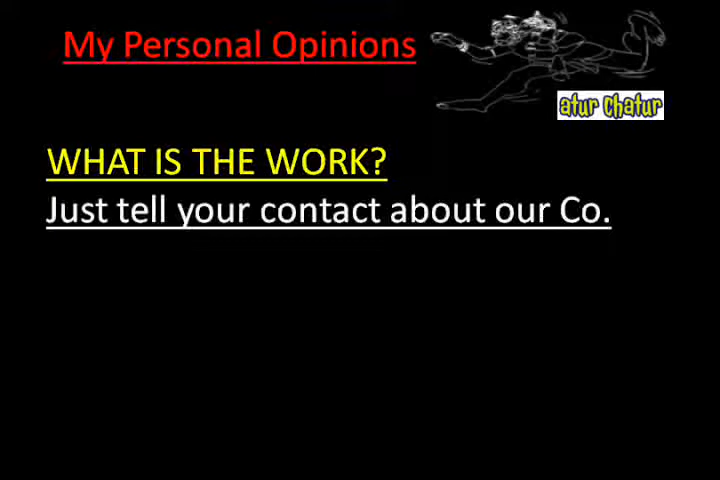 My Personal Opinions
atur Chatur
WHAT IS THE WORK?
Just tell your contact about our Co.